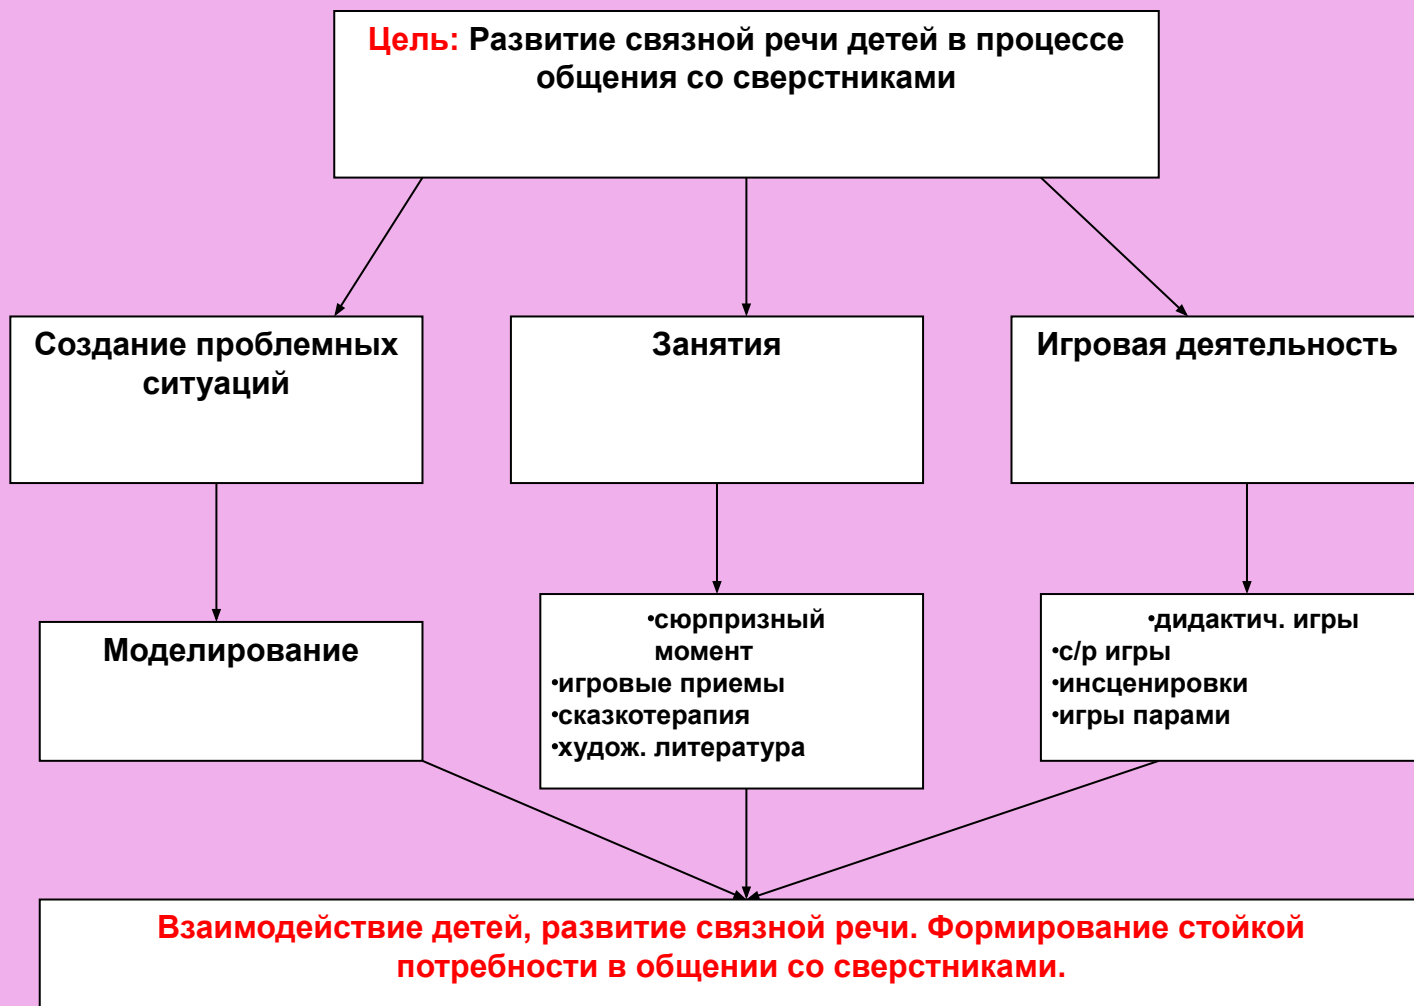 Цель: Развитие связной речи детей в процессе
общения со сверстниками
Создание проблемных
ситуаций
Занятия
Игровая деятельность
Моделирование
•сюрпризный
момент
•игровые приемы
•сказкотерапия
•худож. литература
•дидактич. игры
•с/р игры
•инсценировки
•игры парами
Взаимодействие детей, развитие связной речи. Формирование стойкой
потребности в общении со сверстниками.